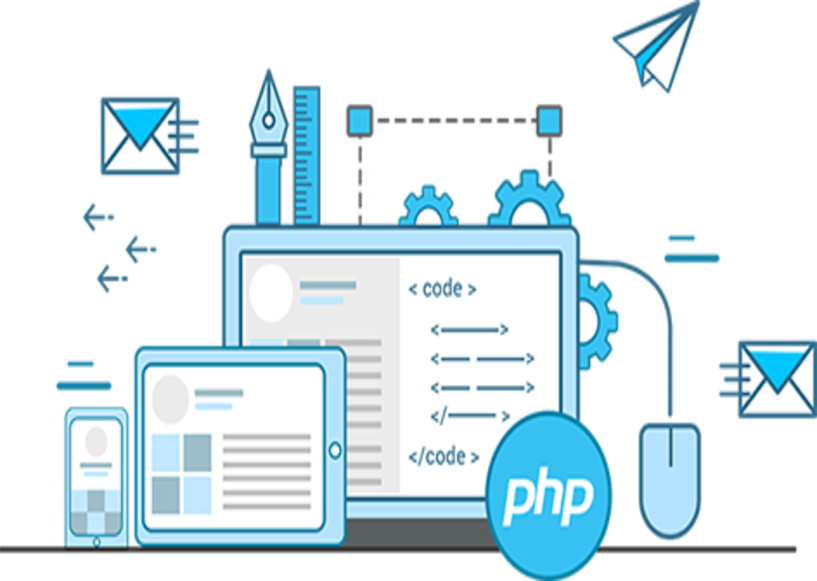 < code >
</code >
php